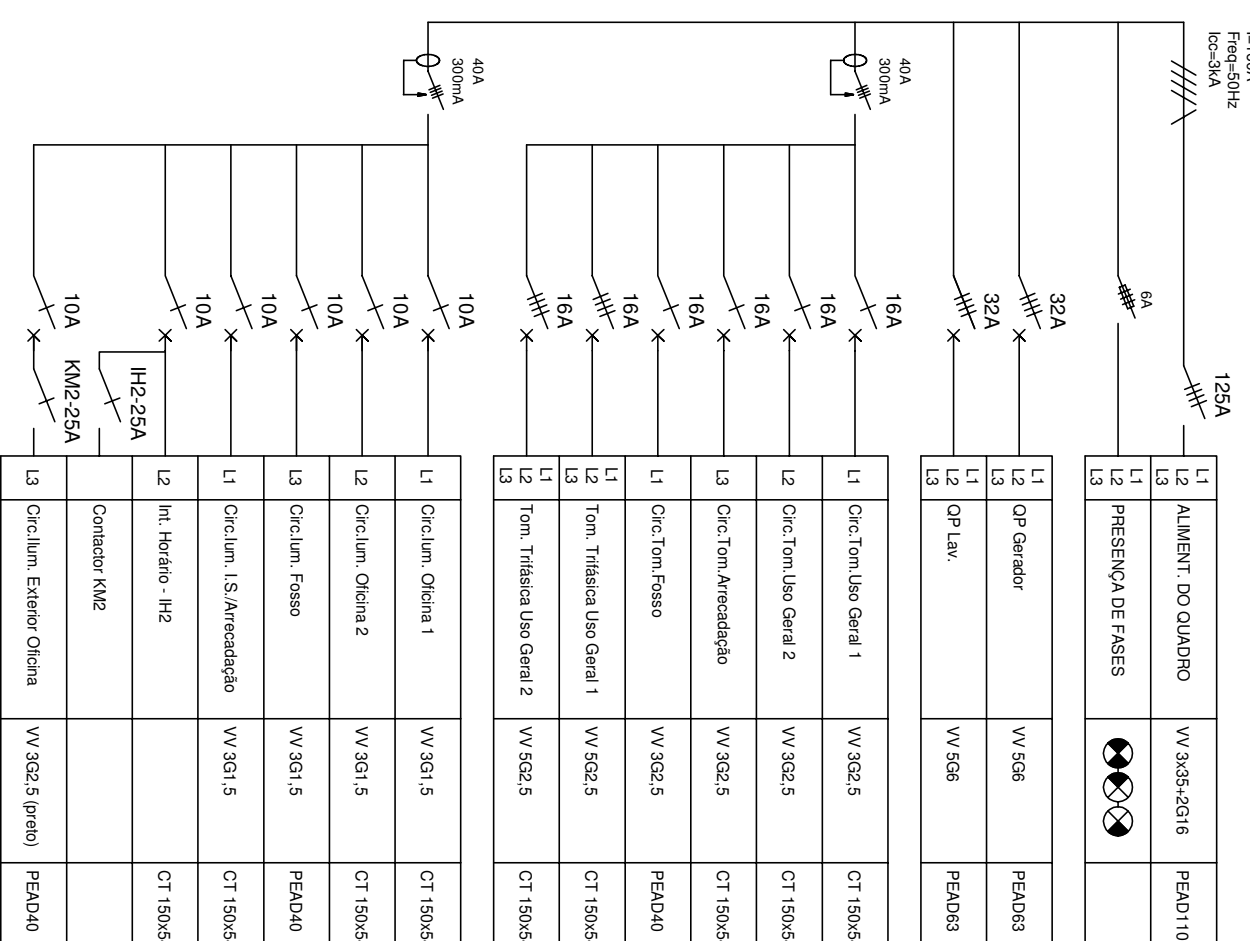 Freq=50Hz
Icc=3kA
125A
L1
L2
L3
ALIMENT. DO QUADRO
VV 3x35+2G16
PEAD110
6A
L1
L2
L3
PRESENÇA DE FASES
32A
L1
L2
L3
QP Gerador
VV 5G6
PEAD63
32A
L1
L2
L3
QP Lav.
VV 5G6
PEAD63
40A
300mA
16A
L1
Circ.Tom.Uso Geral 1
VV 3G2,5
CT 150x5
16A
L2
Circ.Tom.Uso Geral 2
VV 3G2,5
CT 150x5
16A
L3
Circ.Tom.Arrecadação
VV 3G2,5
CT 150x5
16A
L1
Circ.Tom.Fosso
VV 3G2,5
PEAD40
16A
L1
L2
L3
Tom. Trifásica Uso Geral 1
VV 5G2,5
CT 150x5
16A
L1
L2
L3
Tom. Trifásica Uso Geral 2
VV 5G2,5
CT 150x5
40A
300mA
10A
L1
Circ.Ium. Oficina 1
VV 3G1,5
CT 150x5
10A
L2
Circ.Ium. Oficina 2
VV 3G1,5
CT 150x5
10A
L3
Circ.Ium. Fosso
VV 3G1,5
PEAD40
10A
L1
Circ.Ium. I.S./Arrecadação
VV 3G1,5
CT 150x5
10A
L2
Int. Horário - IH2
CT 150x5
IH2-25A
Contactor KM2
10A
KM2-25A
L3
Circ.Ilum. Exterior Oficina
VV 3G2,5 (preto)
PEAD40